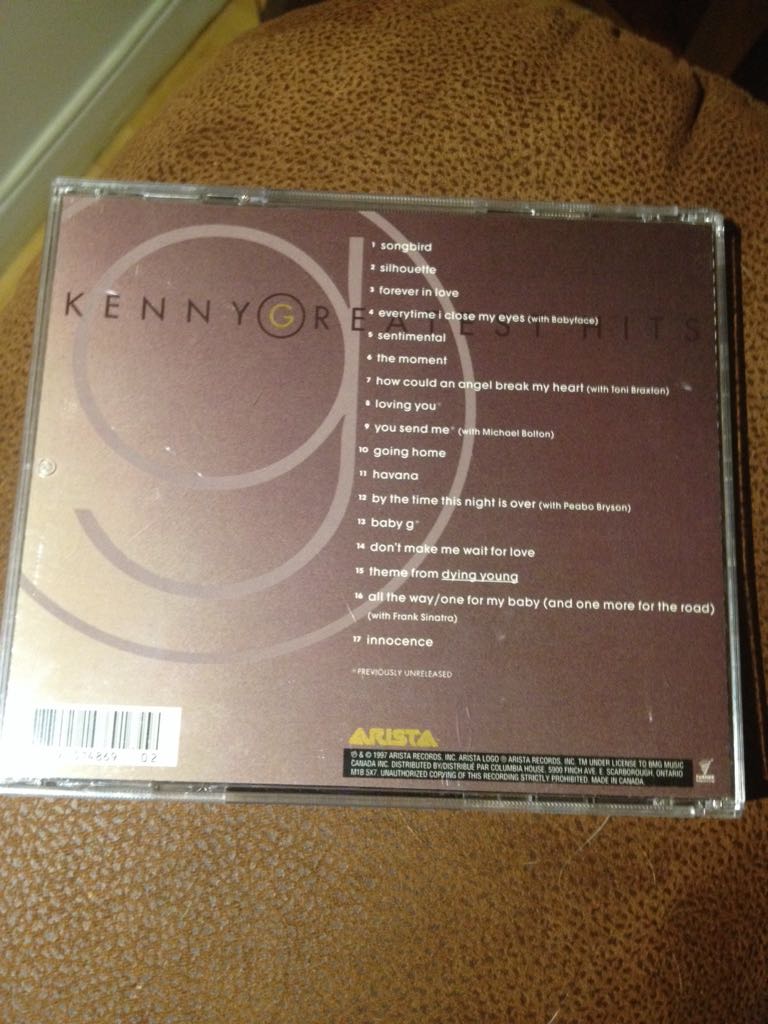 KENNY G REATEST HITS
1 songbird
2 silhouette
3 forever in love
4 everytime i close my eyes (with Babyface)
5 sentimental
6 the moment
7 how could an angel break my heart (with Toni Braxton)
8 loving you*
9 you send me* (with Michael Bolton)
10 going home
11 havana
12 by the time this night is over (with Peabo Bryson)
13 baby g*
14 don't make me wait for love
15 theme from dying young
16 all the way/one for my baby (and one more for the road)
(with Frank Sinatra)
17 innocence
*PREVIOUSLY UNRELEASED
ARISTA
℗ & © 1997 ARISTA RECORDS, INC. ARISTA LOGO ® ARISTA RECORDS, INC. TM UNDER LICENSE TO BMG MUSIC
CANADA INC. DISTRIBUTED BY/DISTRIBUÉ PAR COLUMBIA HOUSE. 5900 FINCH AVE. E. SCARBOROUGH, ONTARIO
M1B 5X7. UNAUTHORIZED COPYING OF THIS RECORDING STRICTLY PROHIBITED. MADE IN CANADA
02